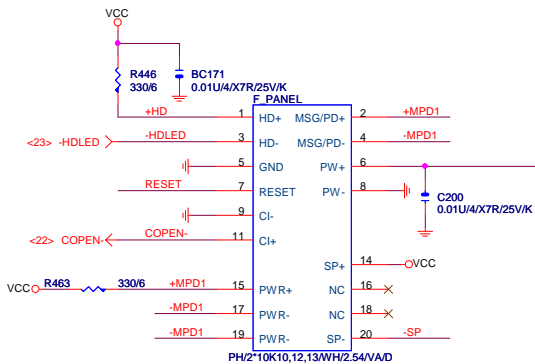 VCC
R446
330/6
BC171
0.01U/4/X7R/25V/K
F_PANEL
+HD 1 HD+ MSG/PD+ 2 +MPD1
<23> -HDLED -HDLED 3 HD- MSG/PD- 4 -MPD1
5 GND PW+ 6
RESET 7 RESET PW- 8
C200
0.01U/4/X7R/25V/K
9 CI-
<22> COPEN- COPEN- 11 CI+
SP+ 14 VCC
VCC R463 330/6 +MPD1 15 PWR+ NC 16
-MPD1 17 PWR- NC 18
-MPD1 19 PWR- SP- 20 -SP
PH/2*10K10,12,13/WH/2.54/VA/D